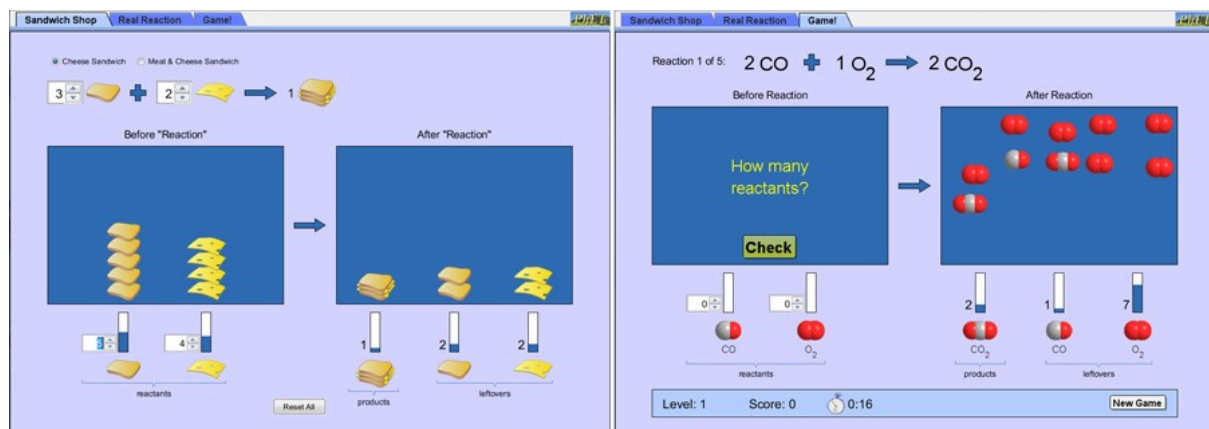 Sandwich Shop Real Reaction Game!
Cheese Sandwich Meat & Cheese Sandwich
3 2 1
Before "Reaction" After "Reaction"
4 1 2 2
reactants
products leftovers
Reset All
Sandwich Shop Real Reaction Game!
Reaction 1 of 5: 2 CO + 1 O₂ → 2 CO₂
Before Reaction After Reaction
How many
reactants?
Check
0 0 2 1 7
CO O₂ CO₂ CO O₂
reactants products leftovers
Level: 1 Score: 0 0:16 New Game